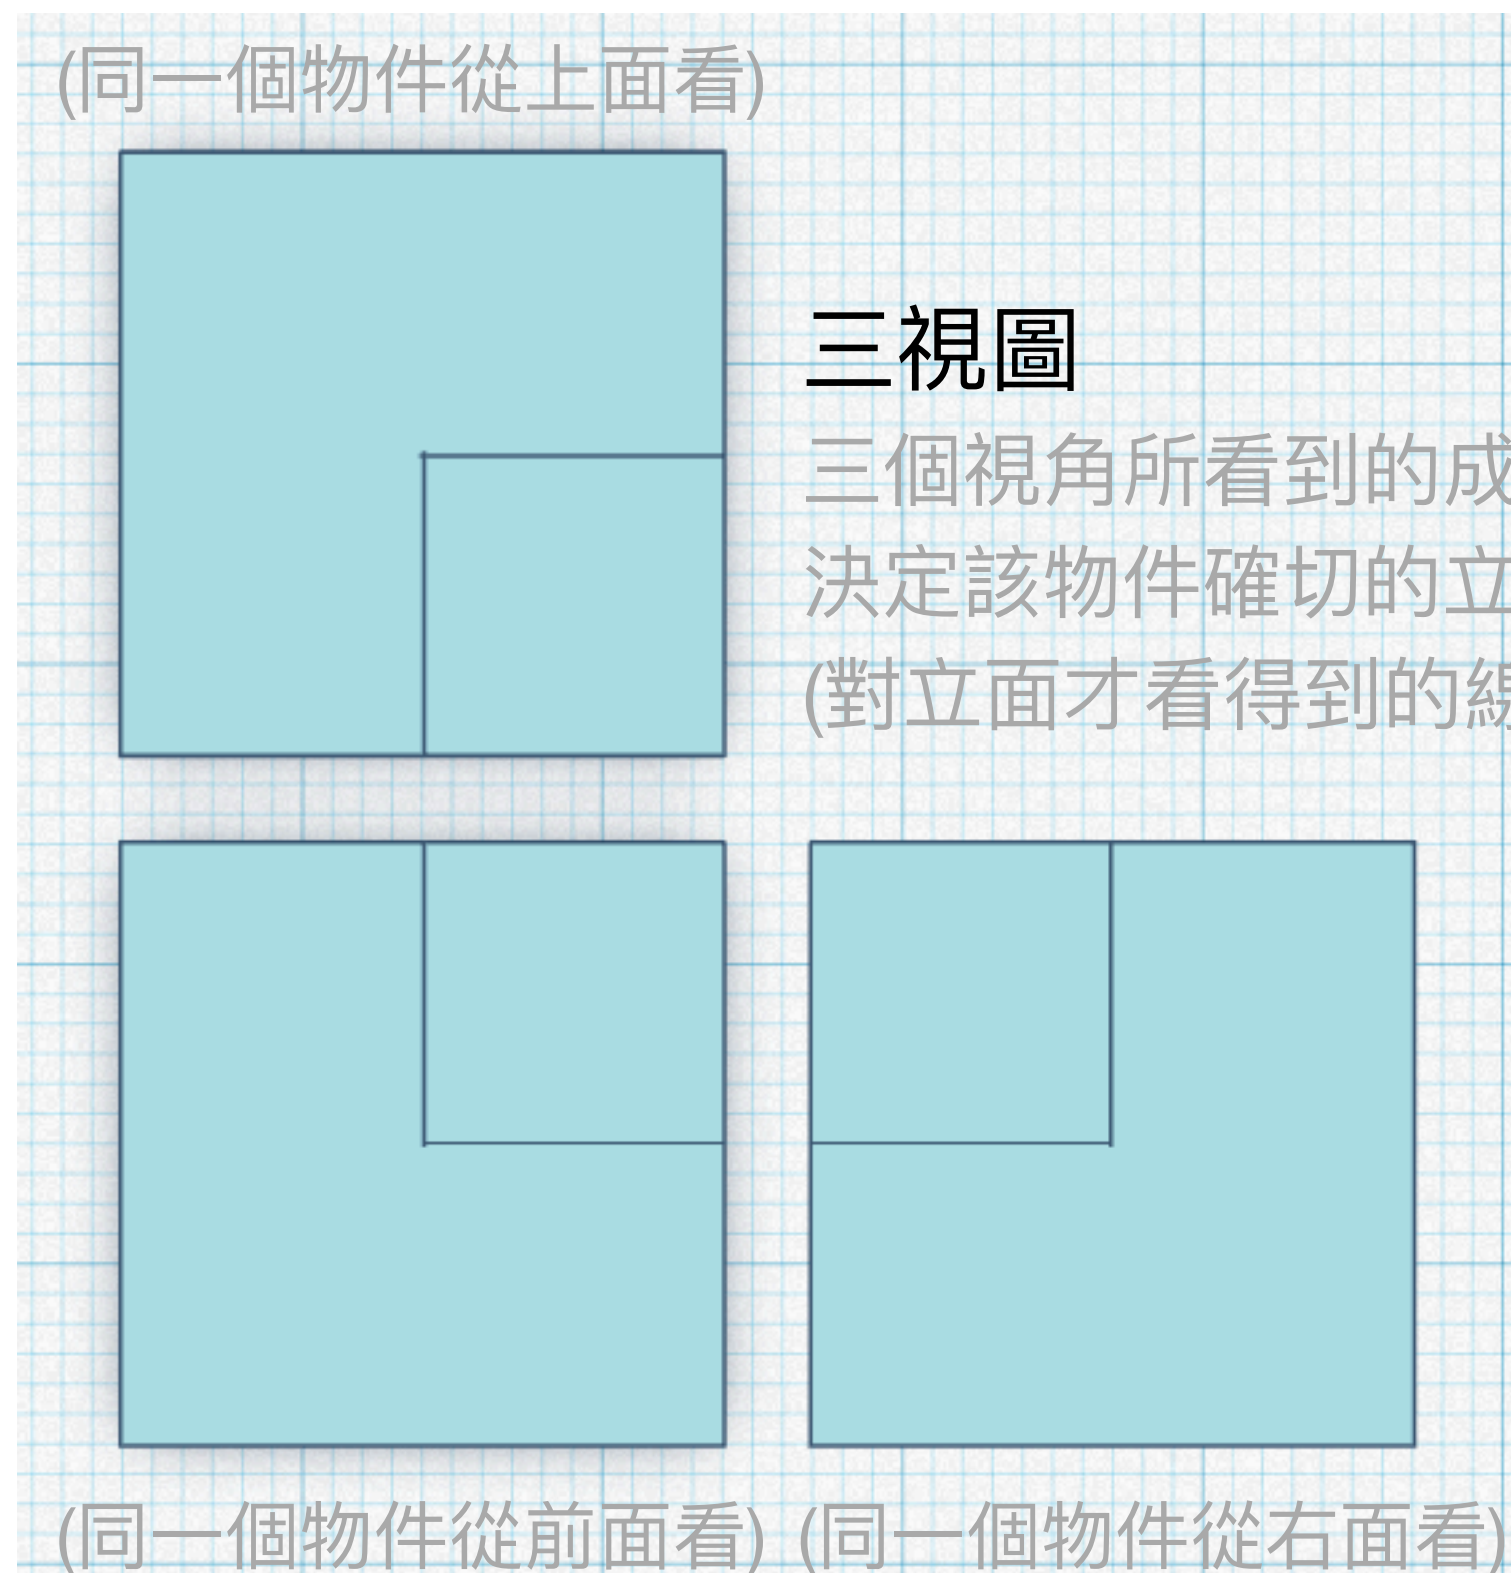 (同一個物件從上面看)
三視圖
三個視角所看到的成
決定該物件確切的立
(對立面才看得到的線
(同一個物件從前面看)
(同一個物件從右面看)